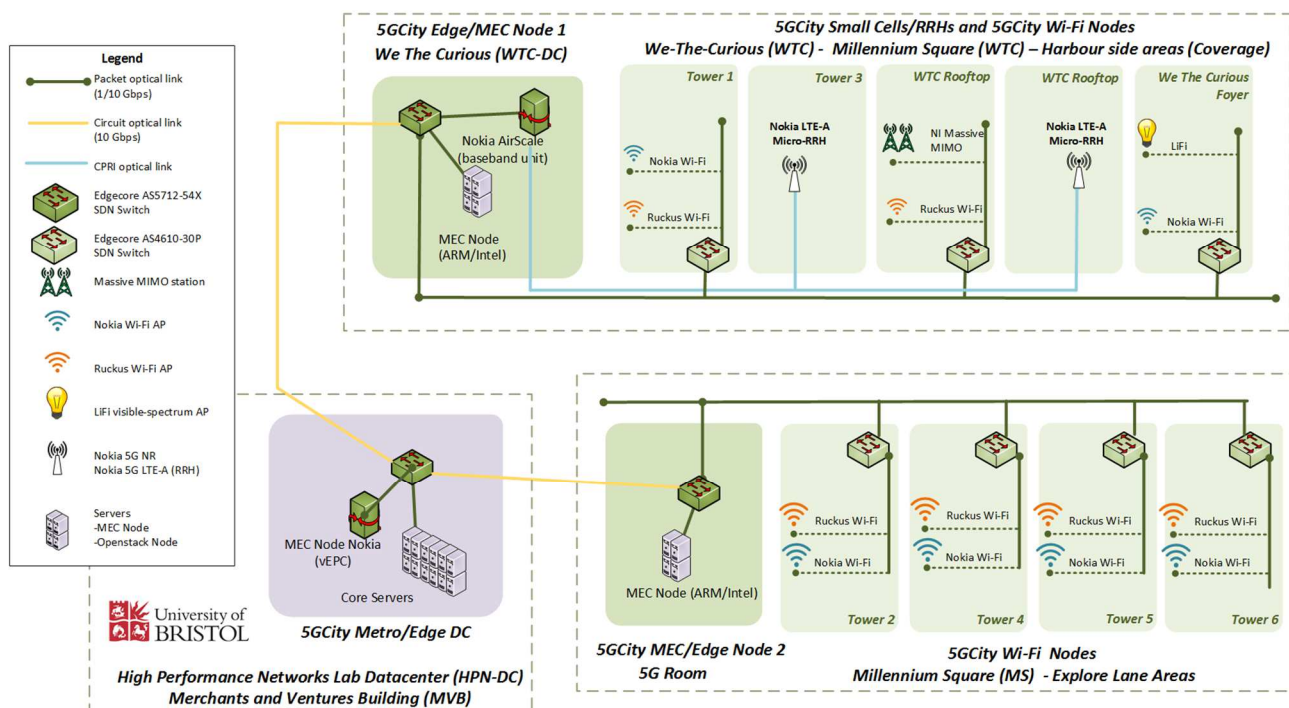 Legend
Packet optical link
(1/10 Gbps)
Circuit optical link
(10 Gbps)
CPRI optical link
Edgecore AS5712-54X
SDN Switch
Edgecore AS4610-30P
SDN Switch
Massive MIMO station
Nokia Wi-Fi AP
Ruckus Wi-Fi AP
LiFi visible-spectrum AP
Nokia 5G NR
Nokia 5G LTE-A (RRH)
Servers
-MEC Node
-Openstack Node
5GCity Edge/MEC Node 1
We The Curious (WTC-DC)
Nokia AirScale
(baseband unit)
MEC Node
(ARM/Intel)
5GCity Small Cells/RRHs and 5GCity Wi-Fi Nodes
We-The-Curious (WTC) - Millennium Square (WTC) – Harbour side areas (Coverage)
Tower 1
Nokia Wi-Fi
Ruckus Wi-Fi
Tower 3
Nokia LTE-A
Micro-RRH
WTC Rooftop
NI Massive
MIMO
Ruckus Wi-Fi
WTC Rooftop
Nokia LTE-A
Micro-RRH
We The Curious
Foyer
LiFi
Nokia Wi-Fi
MEC Node Nokia
(vEPC)
Core Servers
5GCity Metro/Edge DC
University of
BRISTOL
High Performance Networks Lab Datacenter (HPN-DC)
Merchants and Ventures Building (MVB)
MEC Node (ARM/Intel)
5GCity MEC/Edge Node 2
5G Room
Ruckus Wi-Fi
Nokia Wi-Fi
Tower 2
Ruckus Wi-Fi
Nokia Wi-Fi
Tower 4
Ruckus Wi-Fi
Nokia Wi-Fi
Tower 5
Ruckus Wi-Fi
Nokia Wi-Fi
Tower 6
5GCity Wi-Fi Nodes
Millennium Square (MS) - Explore Lane Areas